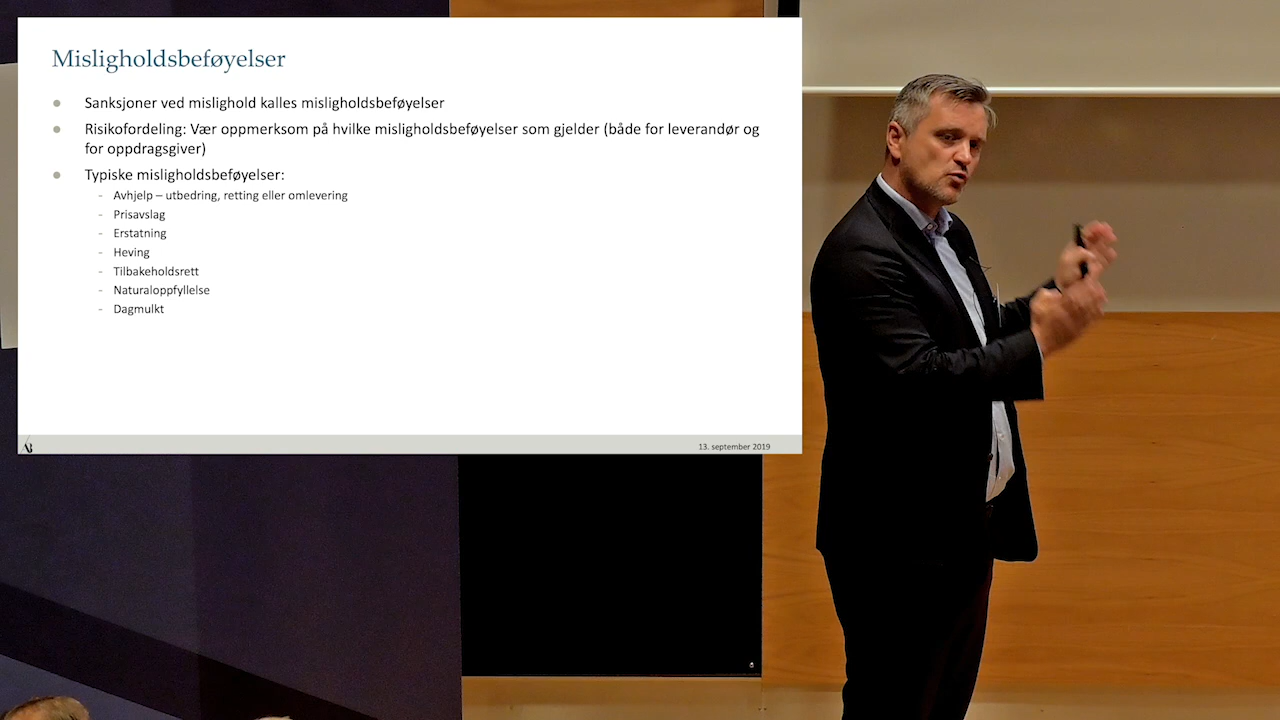 Misligholdsbeføyelser
● Sanksjoner ved mislighold kalles misligholdsbeføyelser
● Risikofordeling: Vær oppmerksom på hvilke misligholdsbeføyelser som gjelder (både for leverandør og
for oppdragsgiver)
● Typiske misligholdsbeføyelser:
- Avhjelp – utbedring, retting eller omlevering
- Prisavslag
- Erstatning
- Heving
- Tilbakeholdsrett
- Naturaloppfyllelse
- Dagmulkt
AB
13. september 2019